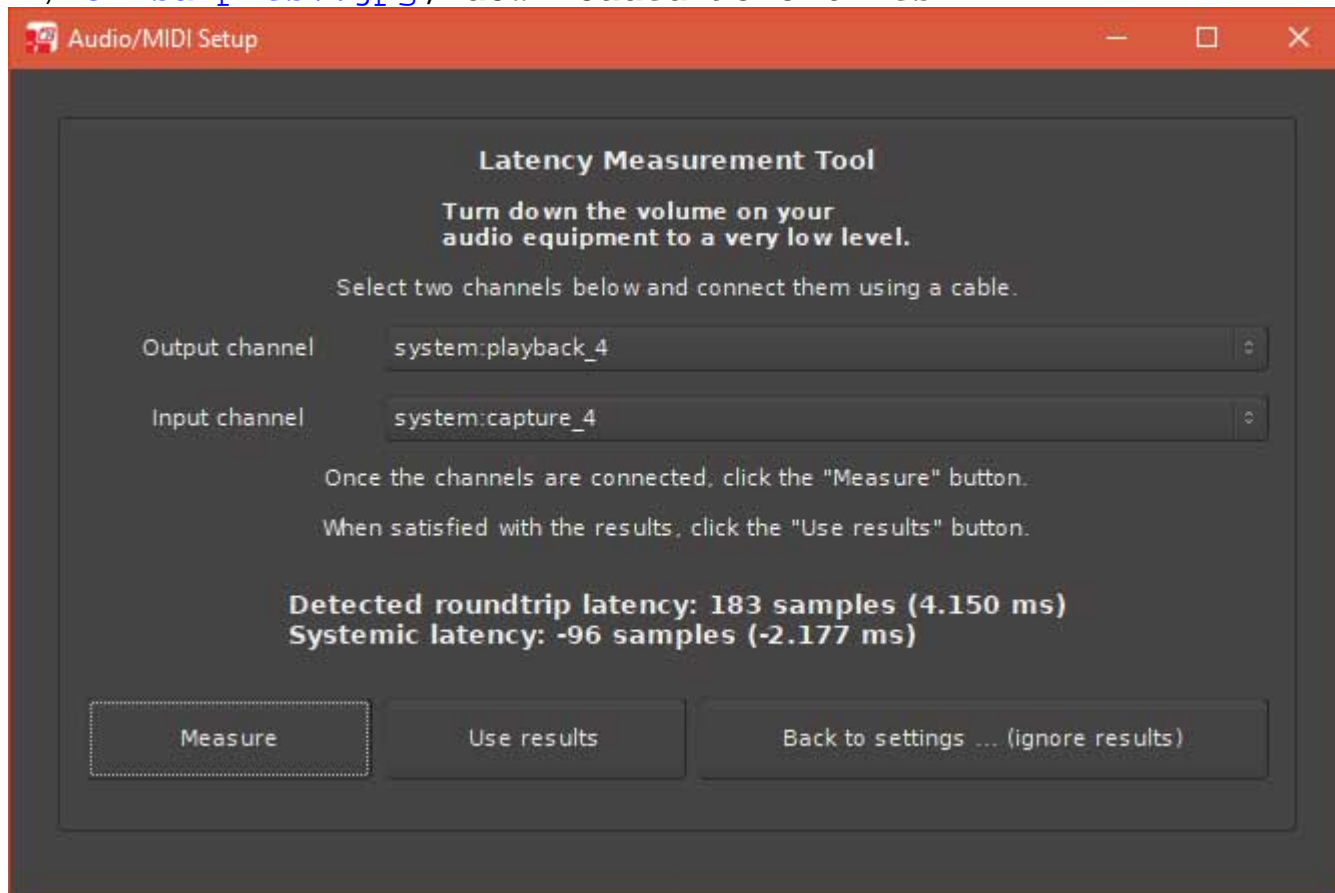 Audio/MIDI Setup
Latency Measurement Tool
Turn down the volume on your
audio equipment to a very low level.
Select two channels below and connect them using a cable.
Output channel system:playback_4
Input channel system:capture_4
Once the channels are connected, click the "Measure" button.
When satisfied with the results, click the "Use results" button.
Detected roundtrip latency: 183 samples (4.150 ms)
Systemic latency: -96 samples (-2.177 ms)
Measure Use results Back to settings ... (ignore results)